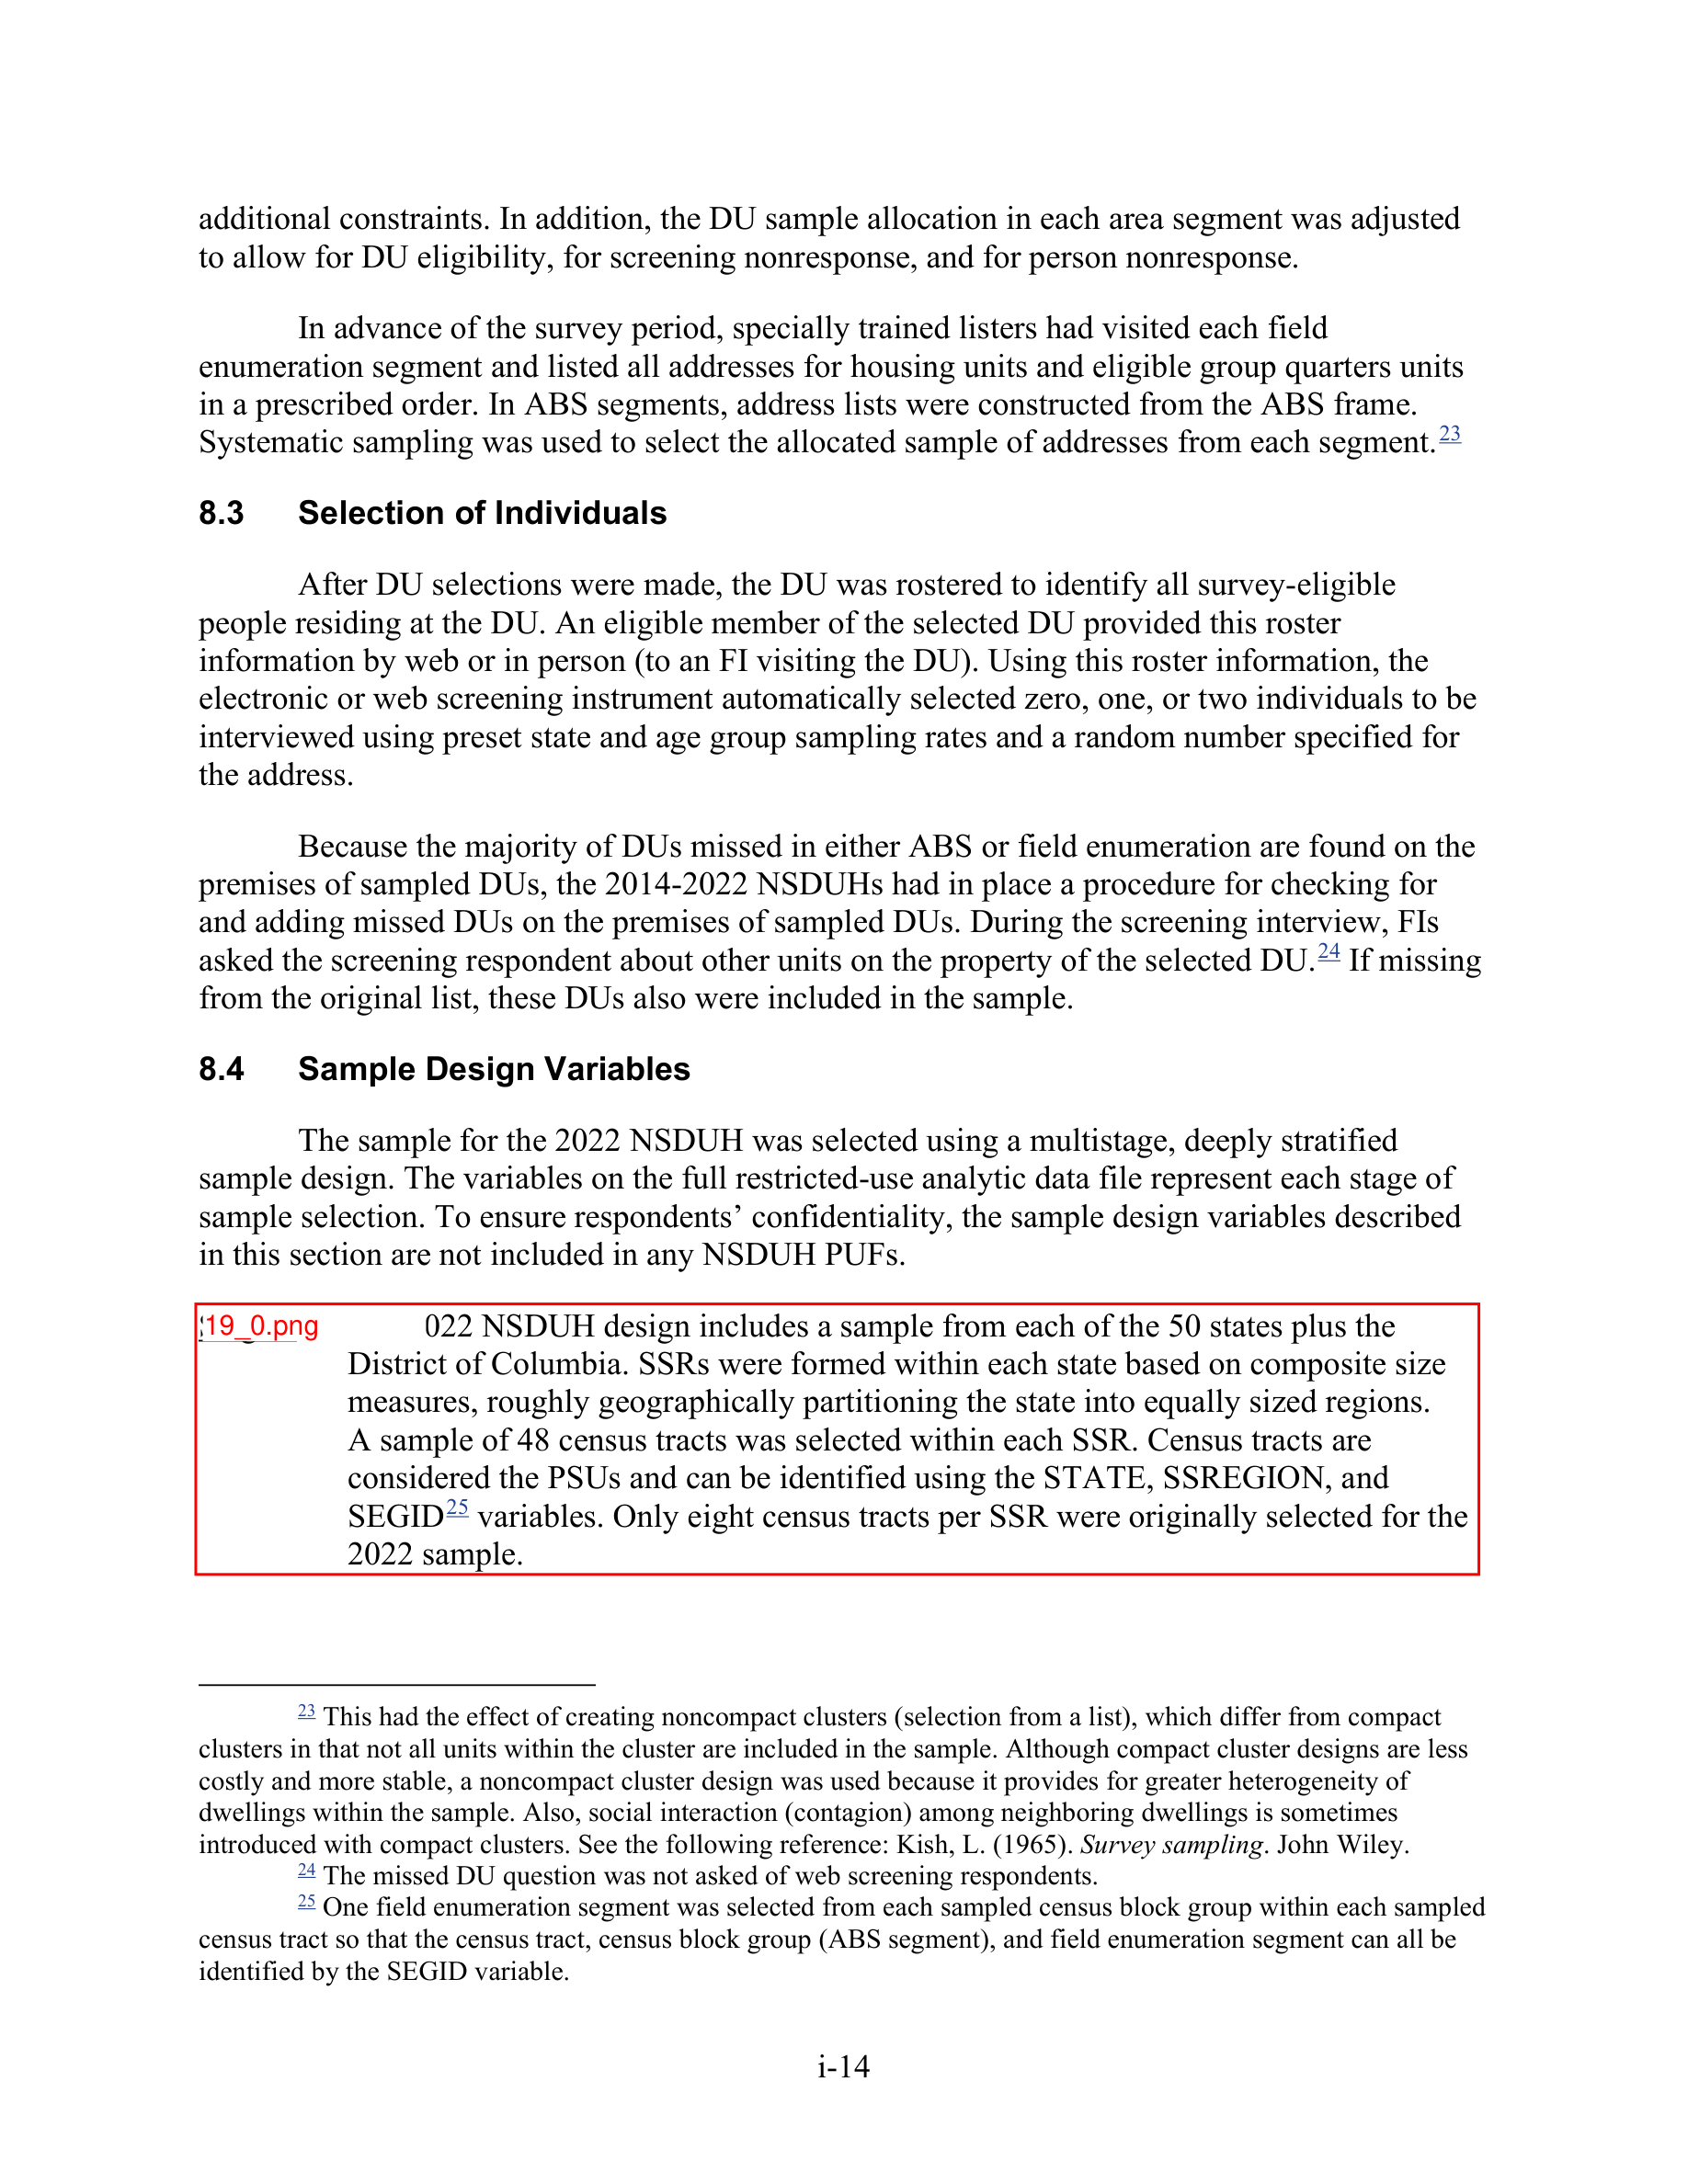 additional constraints. In addition, the DU sample allocation in each area segment was adjusted
to allow for DU eligibility, for screening nonresponse, and for person nonresponse.
In advance of the survey period, specially trained listers had visited each field
enumeration segment and listed all addresses for housing units and eligible group quarters units
in a prescribed order. In ABS segments, address lists were constructed from the ABS frame.
Systematic sampling was used to select the allocated sample of addresses from each segment.23
8.3 Selection of Individuals
After DU selections were made, the DU was rostered to identify all survey-eligible
people residing at the DU. An eligible member of the selected DU provided this roster
information by web or in person (to an FI visiting the DU). Using this roster information, the
electronic or web screening instrument automatically selected zero, one, or two individuals to be
interviewed using preset state and age group sampling rates and a random number specified for
the address.
Because the majority of DUs missed in either ABS or field enumeration are found on the
premises of sampled DUs, the 2014-2022 NSDUHs had in place a procedure for checking for
and adding missed DUs on the premises of sampled DUs. During the screening interview, FIs
asked the screening respondent about other units on the property of the selected DU.24 If missing
from the original list, these DUs also were included in the sample.
8.4 Sample Design Variables
The sample for the 2022 NSDUH was selected using a multistage, deeply stratified
sample design. The variables on the full restricted-use analytic data file represent each stage of
sample selection. To ensure respondents’ confidentiality, the sample design variables described
in this section are not included in any NSDUH PUFs.
19_0.png 022 NSDUH design includes a sample from each of the 50 states plus the
District of Columbia. SSRs were formed within each state based on composite size
measures, roughly geographically partitioning the state into equally sized regions.
A sample of 48 census tracts was selected within each SSR. Census tracts are
considered the PSUs and can be identified using the STATE, SSREGION, and
SEGID25 variables. Only eight census tracts per SSR were originally selected for the
2022 sample.
23 This had the effect of creating noncompact clusters (selection from a list), which differ from compact
clusters in that not all units within the cluster are included in the sample. Although compact cluster designs are less
costly and more stable, a noncompact cluster design was used because it provides for greater heterogeneity of
dwellings within the sample. Also, social interaction (contagion) among neighboring dwellings is sometimes
introduced with compact clusters. See the following reference: Kish, L. (1965). Survey sampling. John Wiley.
24 The missed DU question was not asked of web screening respondents.
25 One field enumeration segment was selected from each sampled census block group within each sampled
census tract so that the census tract, census block group (ABS segment), and field enumeration segment can all be
identified by the SEGID variable.
i-14